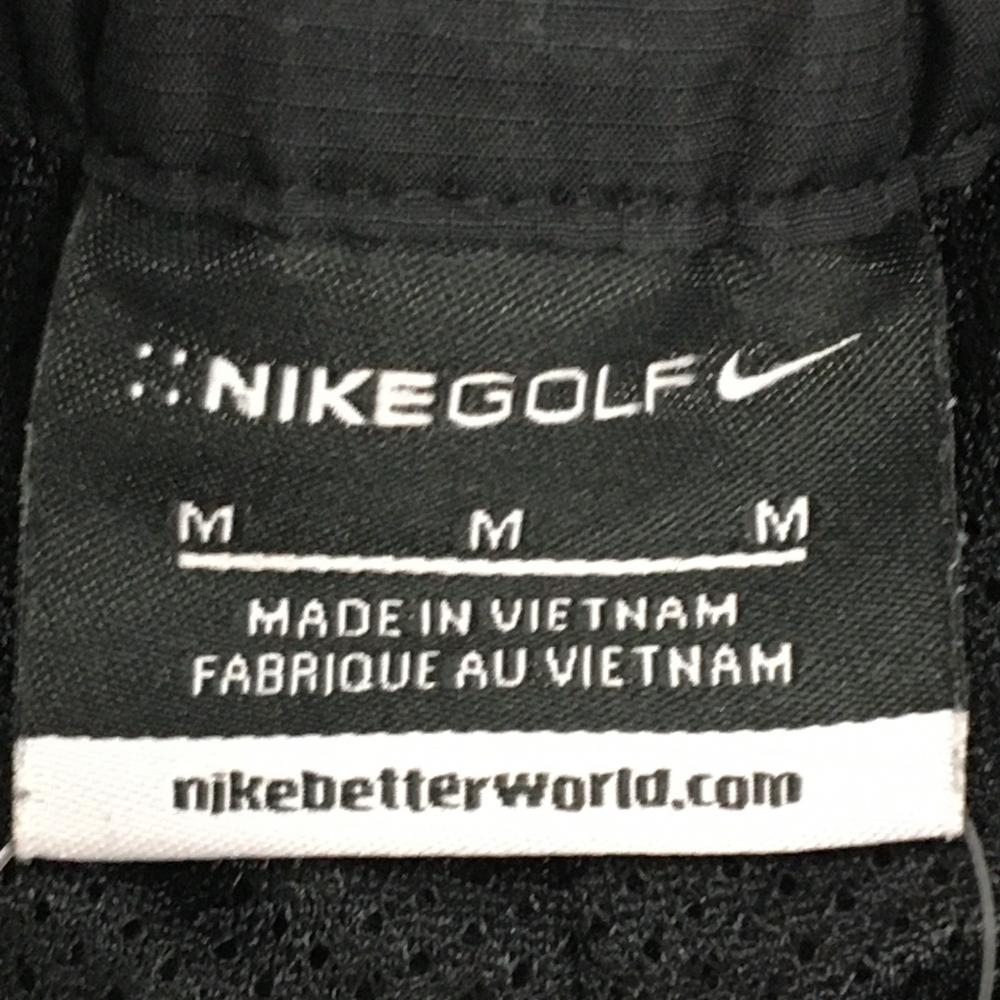 NIKEGOLF
M M M
MADE IN VIETNAM
FABRIQUE AU VIETNAM
nikebetterworld.com